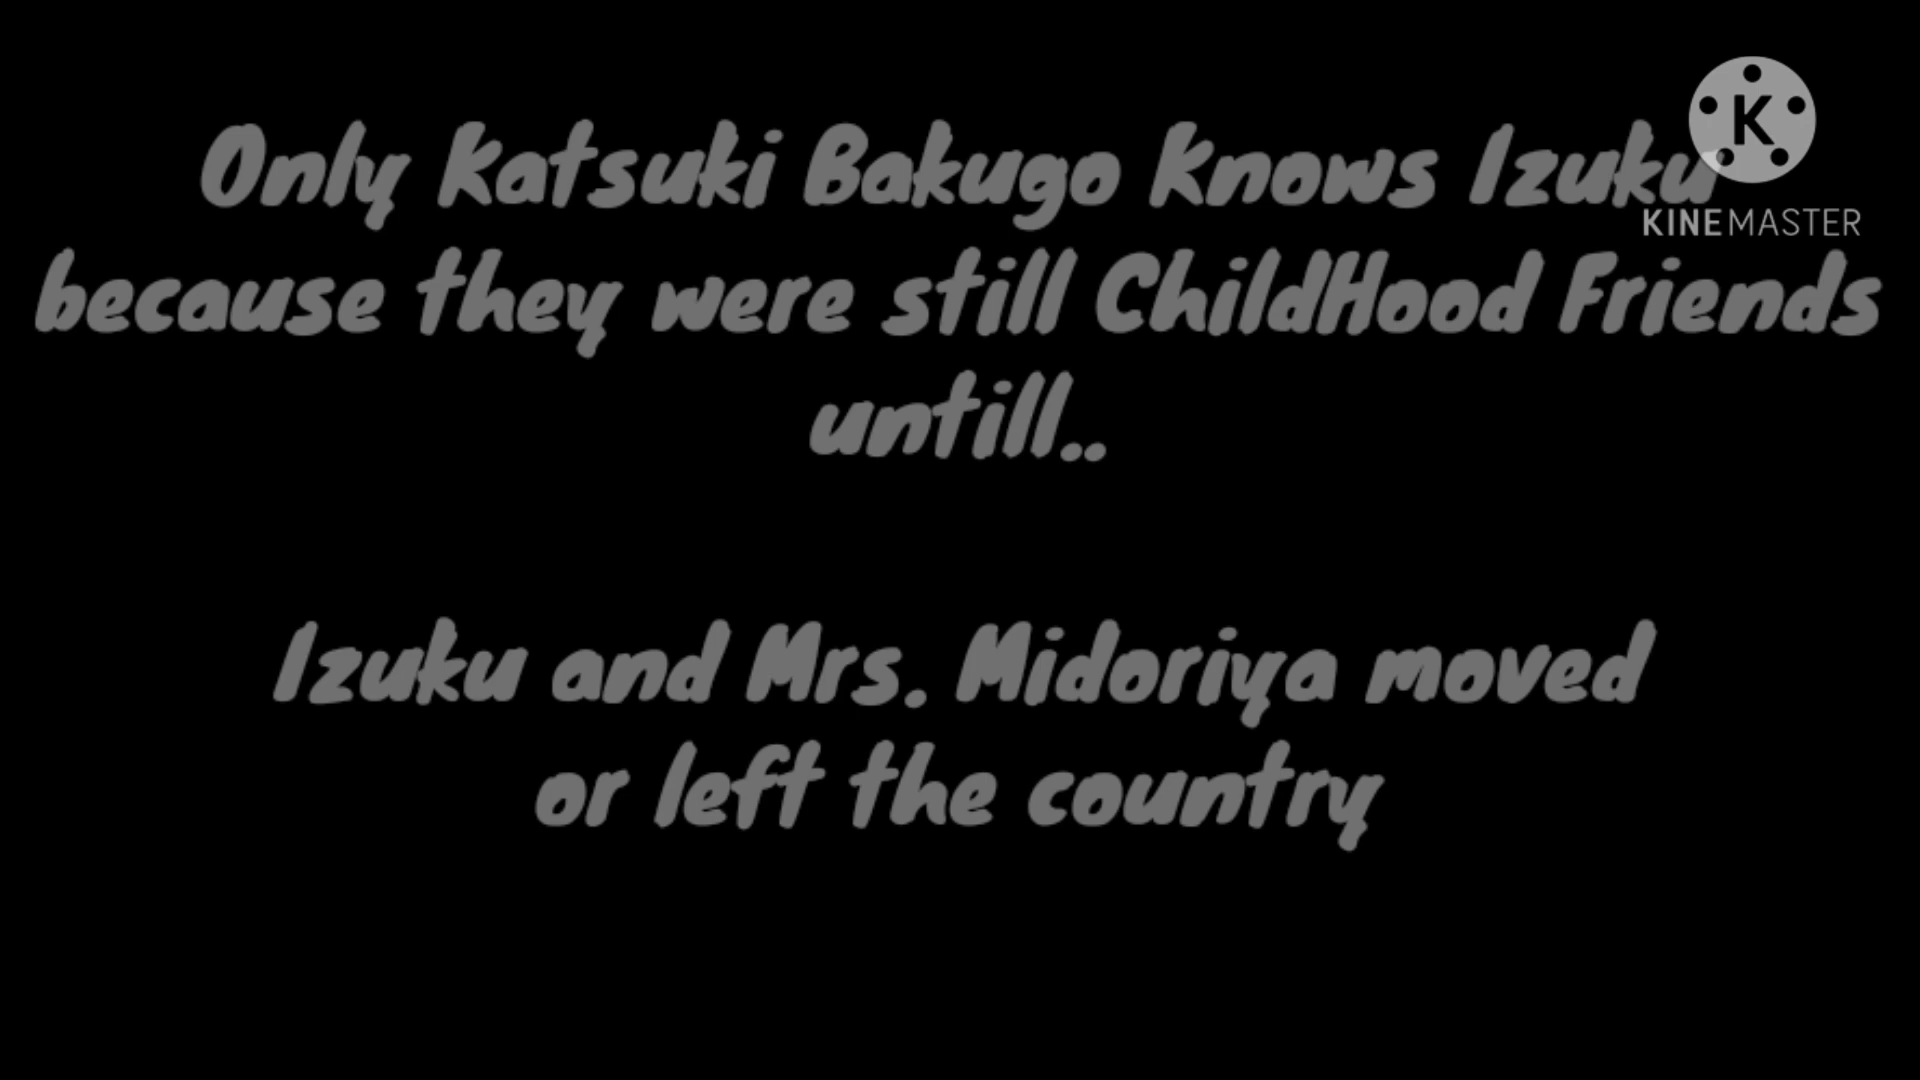 Only Katsuki Bakugo Knows Izuku
K
KINEMASTER
because they were still ChildHood Friends
untill..
Izuku and Mrs. Midoriya moved
or left the country